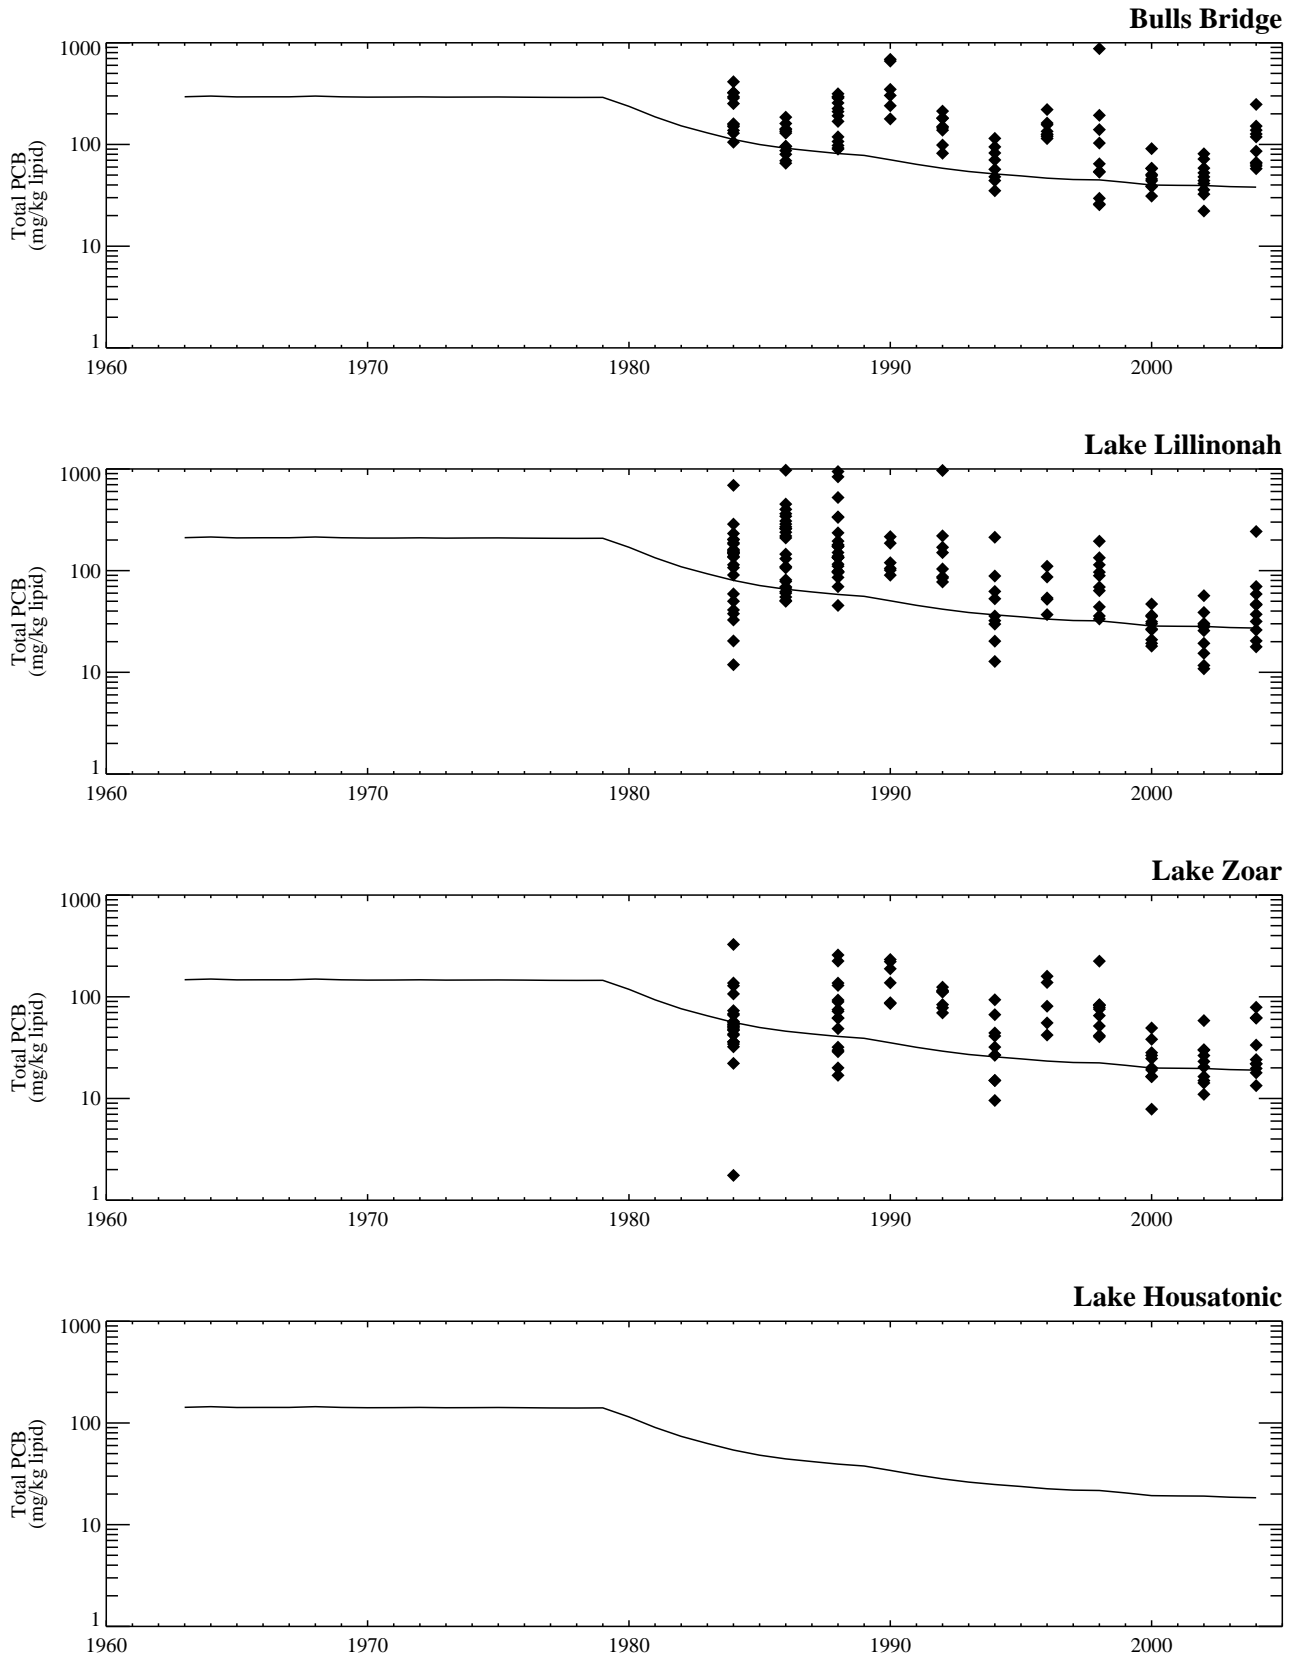 Bulls Bridge
1000
100
10
1
Total PCB
(mg/kg lipid)
1960 1970 1980 1990 2000
Lake Lillinonah
1000
100
10
1
Total PCB
(mg/kg lipid)
1960 1970 1980 1990 2000
Lake Zoar
1000
100
10
1
Total PCB
(mg/kg lipid)
1960 1970 1980 1990 2000
Lake Housatonic
1000
100
10
1
Total PCB
(mg/kg lipid)
1960 1970 1980 1990 2000